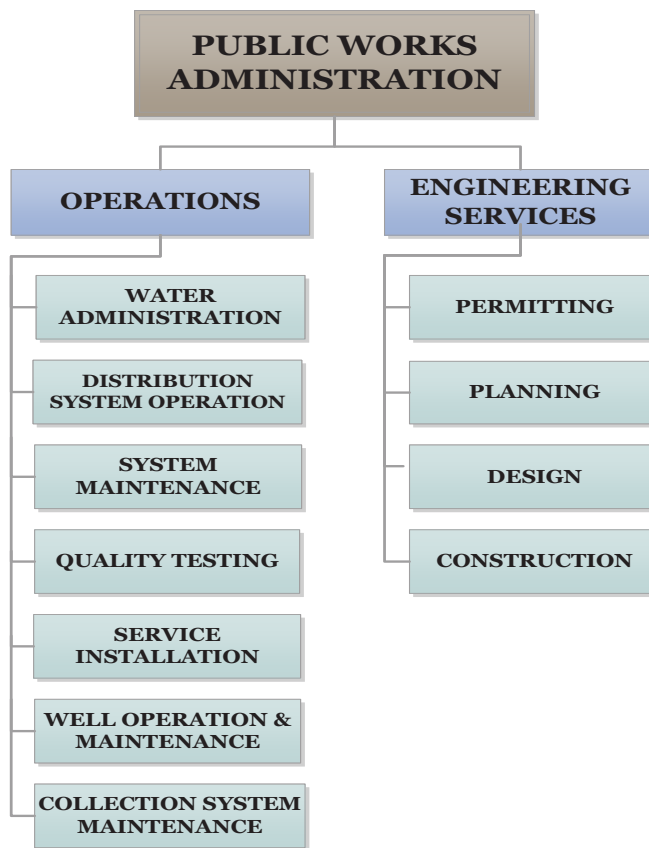 PUBLIC WORKS
ADMINISTRATION
OPERATIONS
WATER
ADMINISTRATION
DISTRIBUTION
SYSTEM OPERATION
SYSTEM
MAINTENANCE
QUALITY TESTING
SERVICE
INSTALLATION
WELL OPERATION &
MAINTENANCE
COLLECTION SYSTEM
MAINTENANCE
ENGINEERING
SERVICES
PERMITTING
PLANNING
DESIGN
CONSTRUCTION